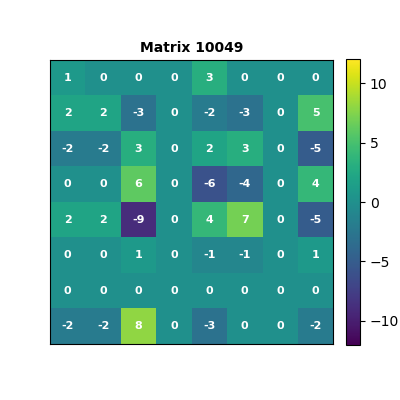 Matrix 10049
1 0 0 0 3 0 0 0
2 2 -3 0 -2 -3 0 5
-2 -2 3 0 2 3 0 -5
0 0 6 0 -6 -4 0 4
2 2 -9 0 4 7 0 -5
0 0 1 0 -1 -1 0 1
0 0 0 0 0 0 0 0
-2 -2 8 0 -3 0 0 -2
10
5
0
−5
−10